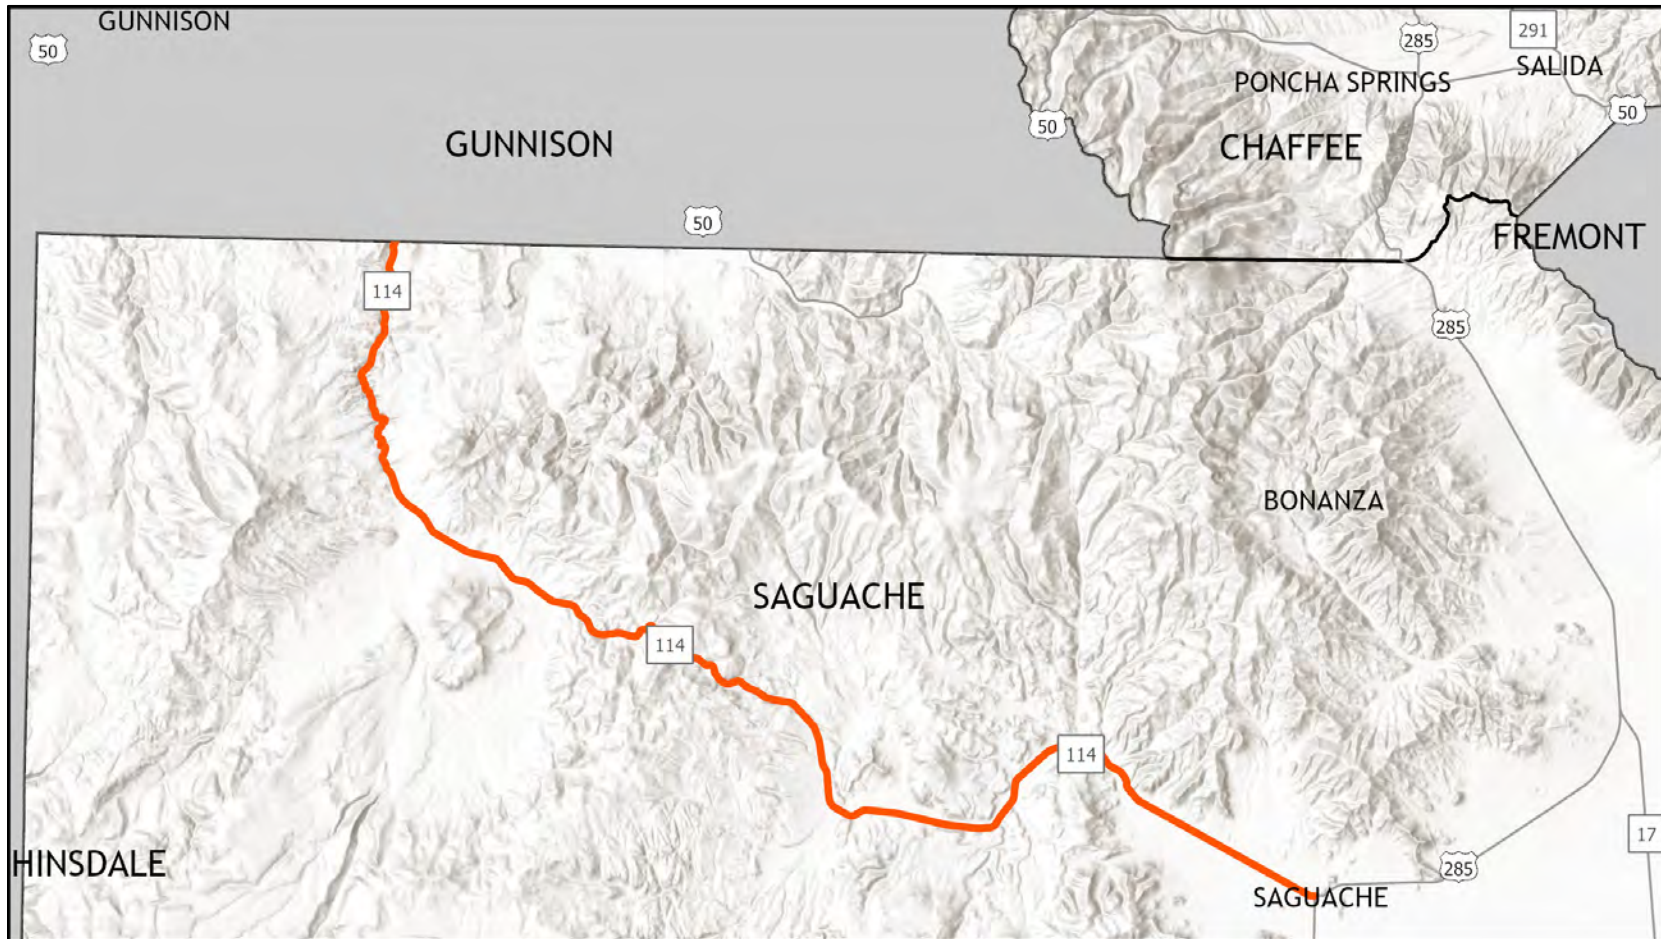 GUNNISON
50
285
291
SALIDA
PONCHA SPRINGS
50
50
GUNNISON
CHAFFEE
50
FREMONT
114
285
BONANZA
SAGUACHE
114
114
17
HINSDALE
285
SAGUACHE